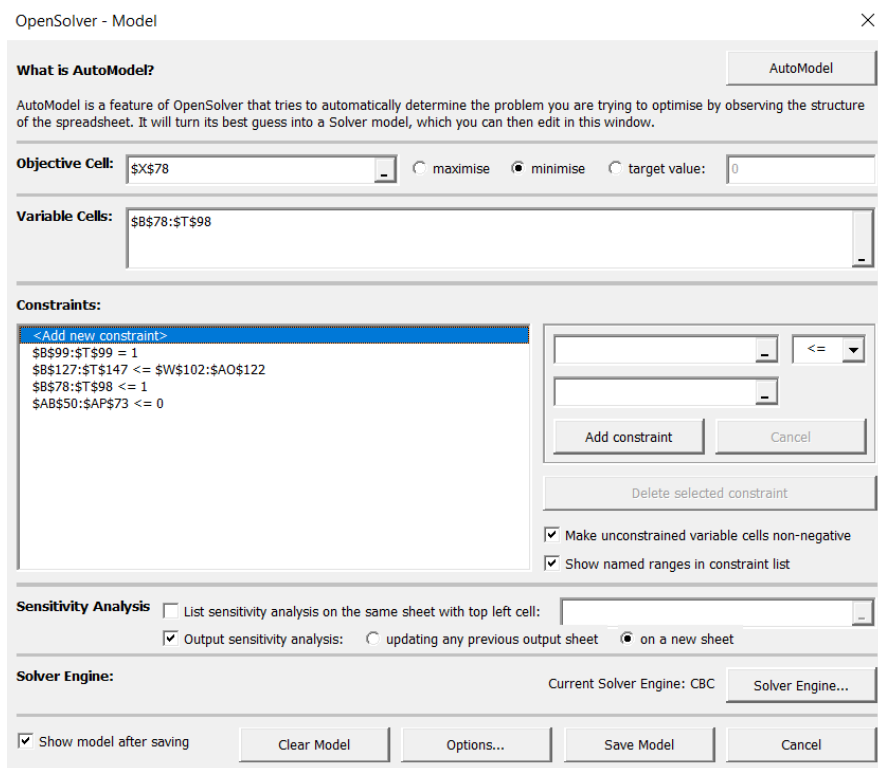 OpenSolver - Model
What is AutoModel?
AutoModel
AutoModel is a feature of OpenSolver that tries to automatically determine the problem you are trying to optimise by observing the structure
of the spreadsheet. It will turn its best guess into a Solver model, which you can then edit in this window.
Objective Cell: $X$78 _ maximise minimise target value: 0
Variable Cells: $B$78:$T$98 _
Constraints:
<Add new constraint>
$B$99:$T$99 = 1
$B$127:$T$147 <= $W$102:$AO$122
$B$78:$T$98 <= 1
$AB$50:$AP$73 <= 0
_ <=
_
Add constraint Cancel
Delete selected constraint
Make unconstrained variable cells non-negative
Show named ranges in constraint list
Sensitivity Analysis List sensitivity analysis on the same sheet with top left cell: _
Output sensitivity analysis: updating any previous output sheet on a new sheet
Solver Engine: Current Solver Engine: CBC Solver Engine...
Show model after saving Clear Model Options... Save Model Cancel